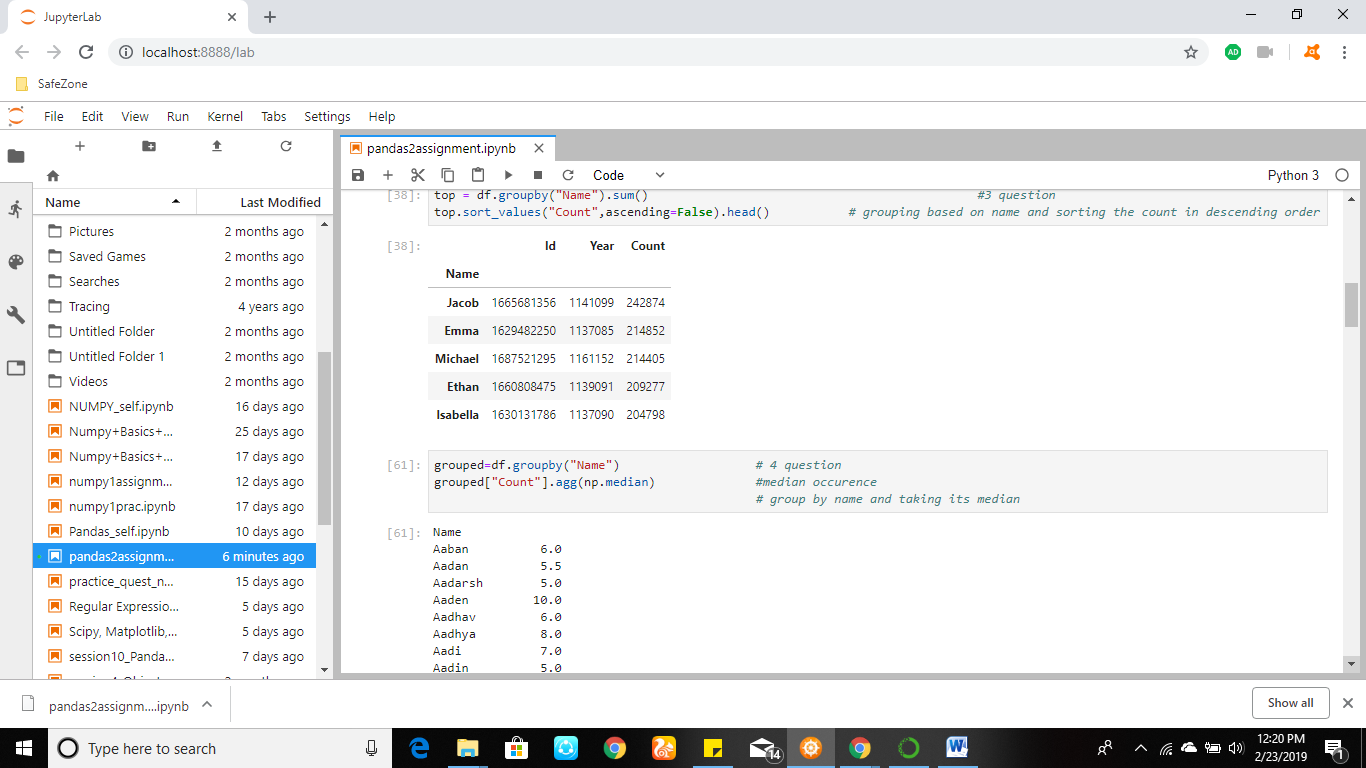 JupyterLab
localhost:8888/lab
AD
SafeZone
File Edit View Run Kernel Tabs Settings Help
Name Last Modified
Pictures 2 months ago
Saved Games 2 months ago
Searches 2 months ago
Tracing 4 years ago
Untitled Folder 2 months ago
Untitled Folder 1 2 months ago
Videos 2 months ago
NUMPY_self.ipynb 16 days ago
Numpy+Basics+... 25 days ago
Numpy+Basics+... 17 days ago
numpy1assignm... 12 days ago
numpy1prac.ipynb 17 days ago
Pandas_self.ipynb 10 days ago
pandas2assignm... 6 minutes ago
practice_quest_n... 15 days ago
Regular Expressio... 5 days ago
Scipy, Matplotlib,... 5 days ago
session10_Panda... 7 days ago
pandas2assignment.ipynb
Code Python 3
[38]: top = df.groupby("Name").sum() #3 question
top.sort_values("Count",ascending=False).head() # grouping based on name and sorting the count in descending order
[38]: Id Year Count
Name
Jacob 1665681356 1141099 242874
Emma 1629482250 1137085 214852
Michael 1687521295 1161152 214405
Ethan 1660808475 1139091 209277
Isabella 1630131786 1137090 204798
[61]: grouped=df.groupby("Name") # 4 question
grouped["Count"].agg(np.median) #median occurence
# group by name and taking its median
[61]: Name
Aaban 6.0
Aadan 5.5
Aadarsh 5.0
Aaden 10.0
Aadhav 6.0
Aadhya 8.0
Aadi 7.0
Aadin 5.0
pandas2assignm....ipynb
Show all
Type here to search
14
12:20 PM
2/23/2019
1